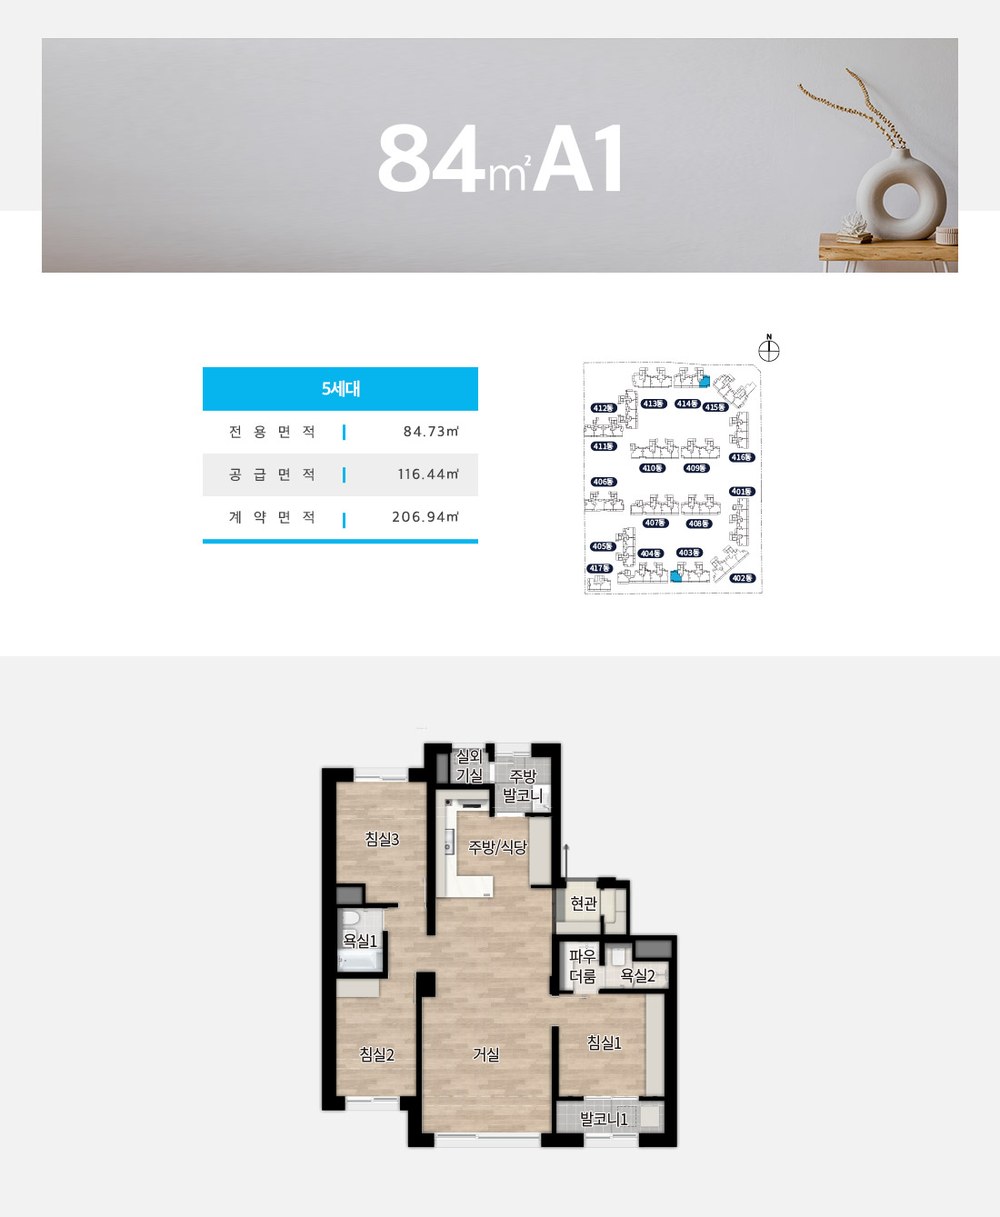 84㎡A1
5세대
전용면적 84.73㎡
공급면적 116.44㎡
계약면적 206.94㎡
N
412동 413동 414동 415동
411동 416동
410동 409동
406동 401동
407동 408동
405동 404동 403동
417동 402동
실외
기실
주방
발코니
침실3
주방/식당
현관
욕실1
파우
더룸
욕실2
침실2
거실
침실1
발코니1